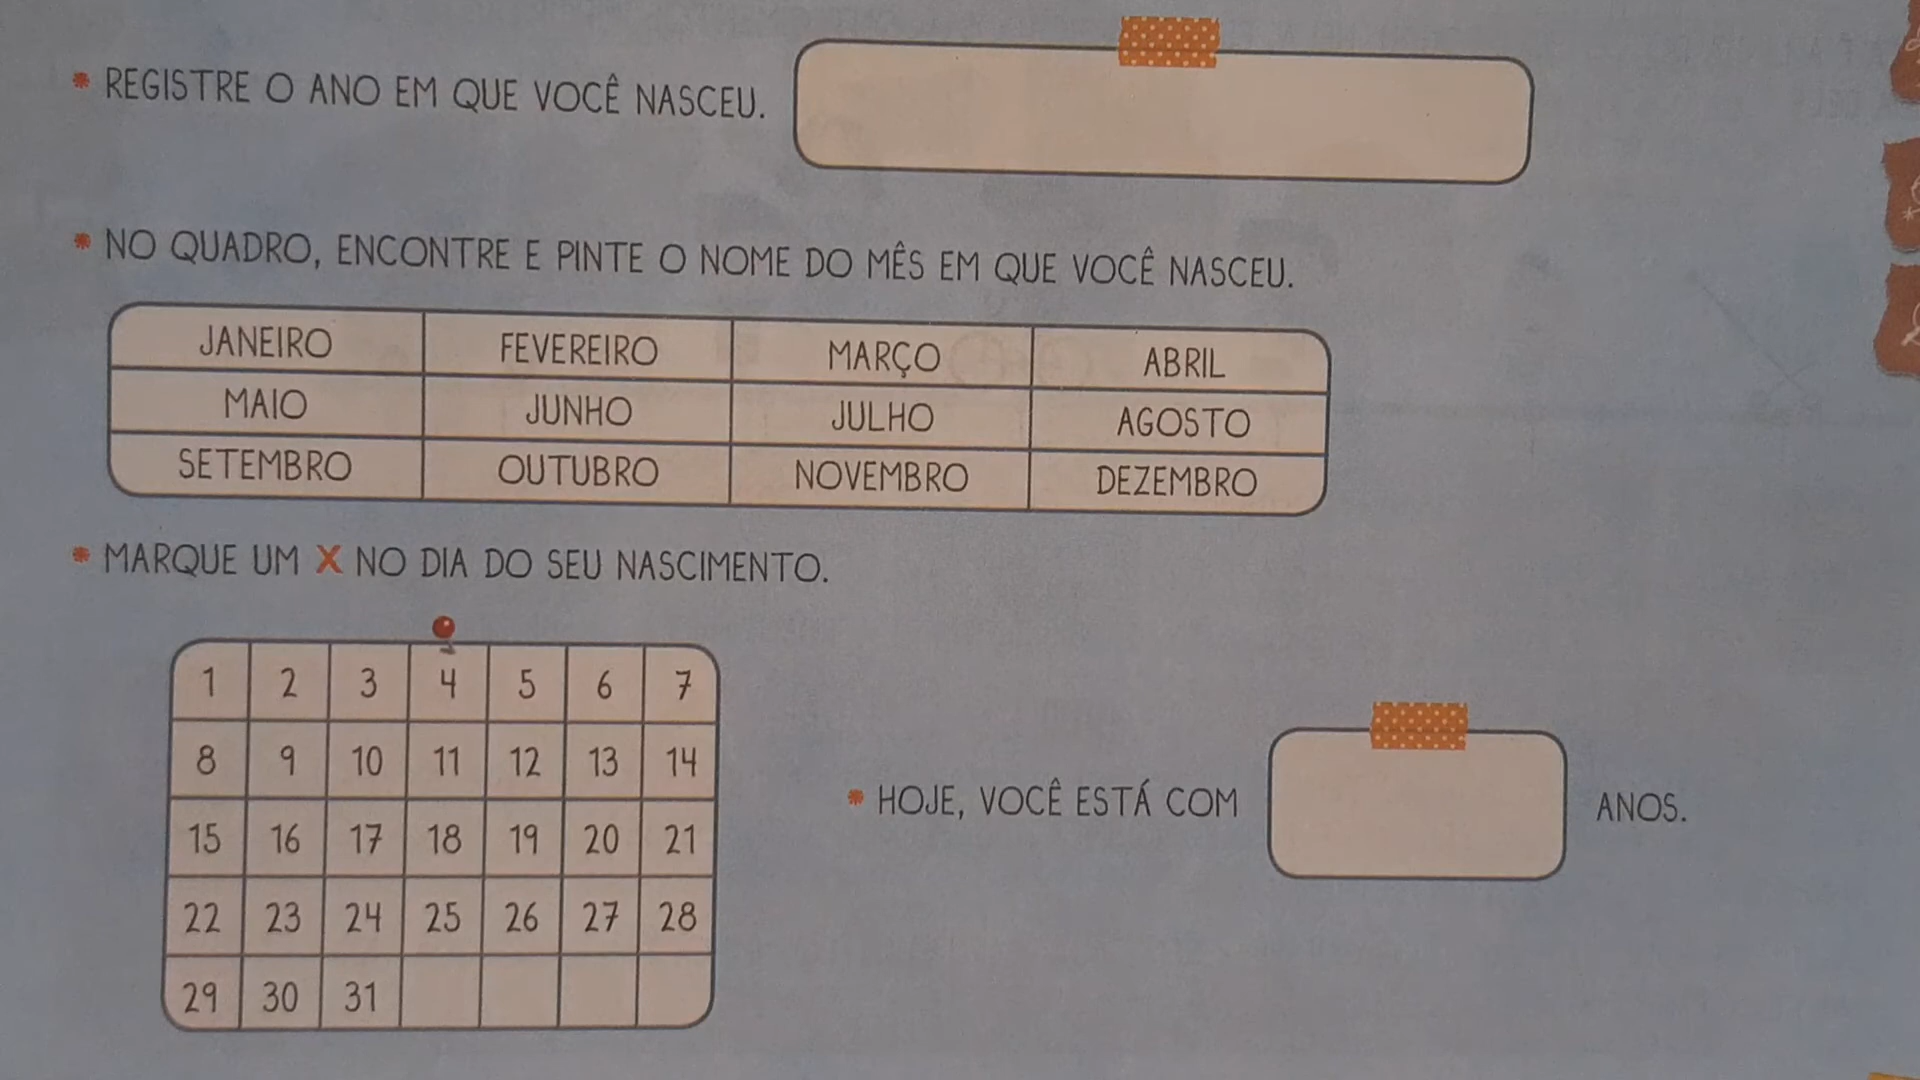 * REGISTRE O ANO EM QUE VOCÊ NASCEU.
* NO QUADRO, ENCONTRE E PINTE O NOME DO MÊS EM QUE VOCÊ NASCEU.
JANEIRO FEVEREIRO MARÇO ABRIL
MAIO JUNHO JULHO AGOSTO
SETEMBRO OUTUBRO NOVEMBRO DEZEMBRO
* MARQUE UM X NO DIA DO SEU NASCIMENTO.
1 2 3 4 5 6 7
8 9 10 11 12 13 14
15 16 17 18 19 20 21
22 23 24 25 26 27 28
29 30 31
* HOJE, VOCÊ ESTÁ COM ANOS.